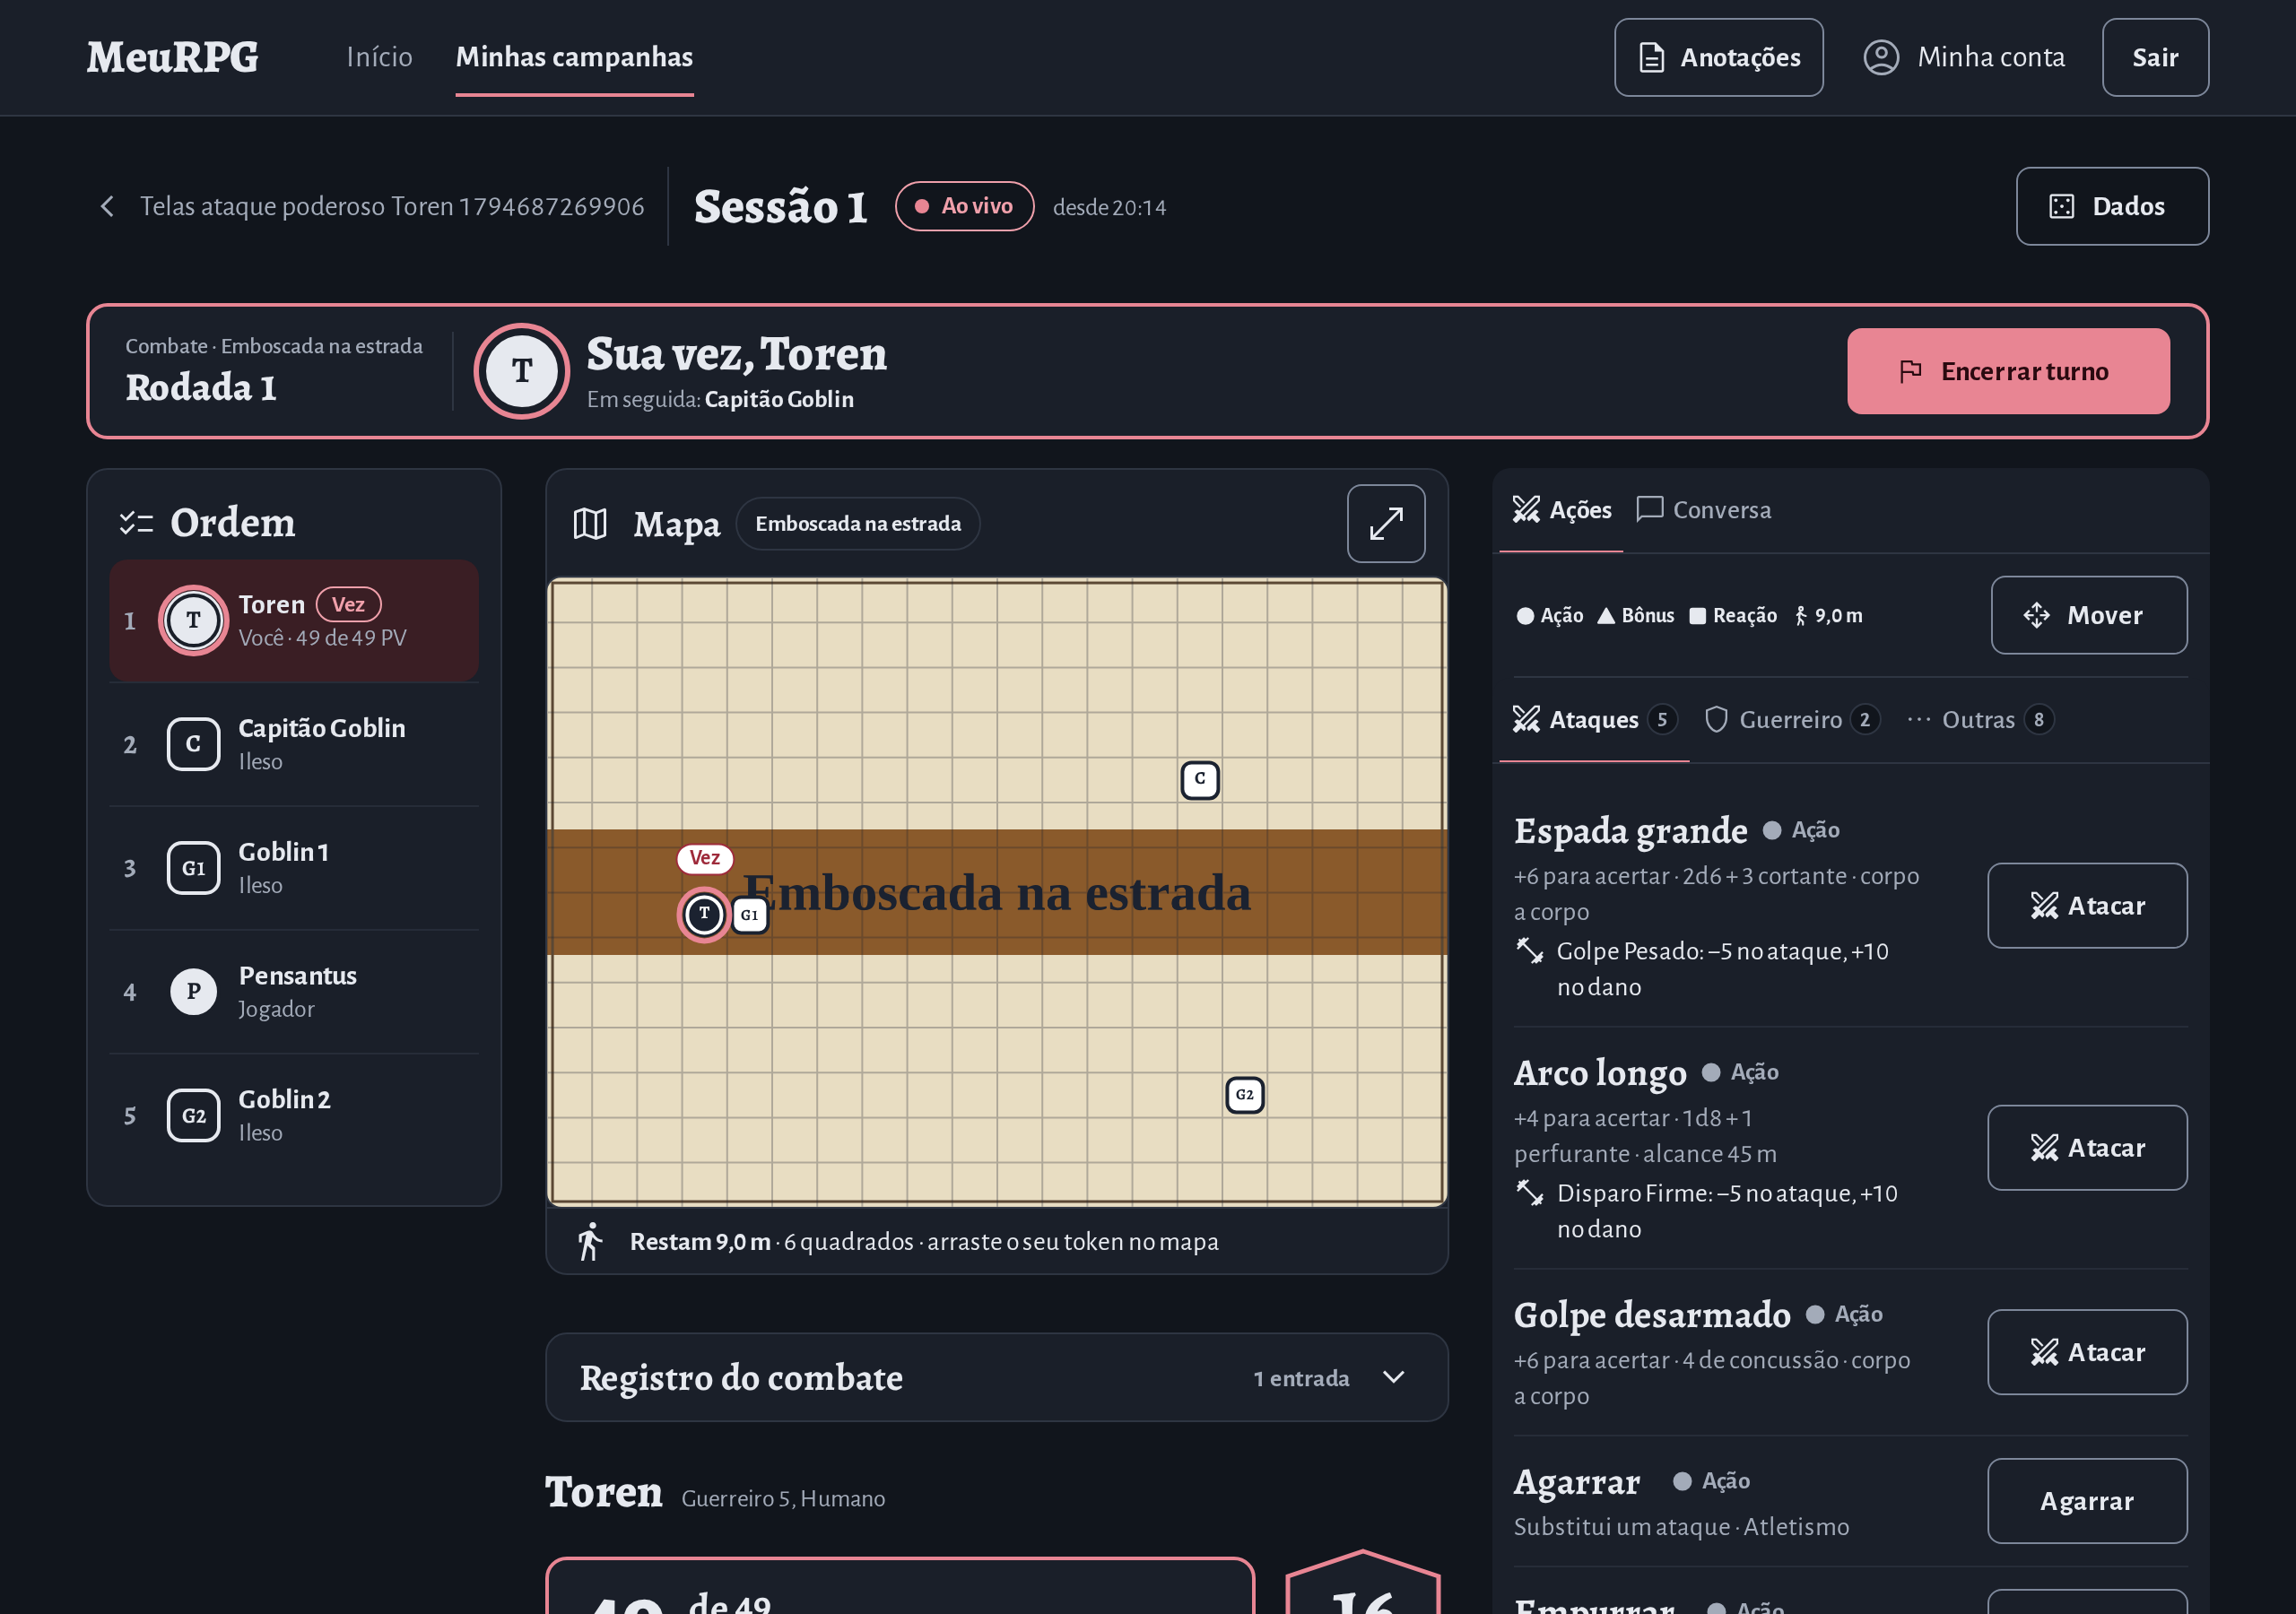 MeuRPG
Início
Minhas campanhas
Anotações
Minha conta
Sair
Telas ataque poderoso Toren 1794687269906
Sessão 1
Ao vivo
desde 20:14
Dados
Combate · Emboscada na estrada
Rodada 1
T
Sua vez, Toren
Em seguida: Capitão Goblin
Encerrar turno
Ordem
1
T
Toren
Vez
Você · 49 de 49 PV
2
C
Capitão Goblin
Ileso
3
G1
Goblin 1
Ileso
4
P
Pensantus
Jogador
5
G2
Goblin 2
Ileso
Mapa
Emboscada na estrada
C
Vez
Emboscada na estrada
T
G1
G2
Restam 9,0 m · 6 quadrados · arraste o seu token no mapa
Registro do combate
1 entrada
Toren
Guerreiro 5, Humano
49
de 49
16
Ações
Conversa
Ação
Bônus
Reação
9,0 m
Mover
Ataques
5
Guerreiro
2
Outras
8
Espada grande
Ação
+6 para acertar · 2d6 + 3 cortante · corpo
a corpo
Golpe Pesado: −5 no ataque, +10
no dano
Atacar
Arco longo
Ação
+4 para acertar · 1d8 + 1
perfurante · alcance 45 m
Disparo Firme: −5 no ataque, +10
no dano
Atacar
Golpe desarmado
Ação
+6 para acertar · 4 de concussão · corpo
a corpo
Atacar
Agarrar
Ação
Substitui um ataque · Atletismo
Agarrar
Empurrar
Ação